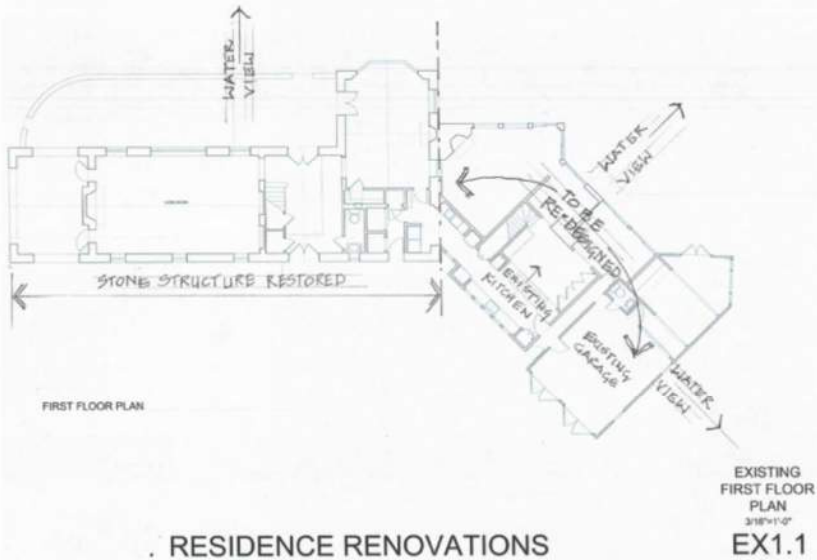 WATER
VIEW
WATER
VIEW
TO BE
RE-DESIGNED
STONE STRUCTURE RESTORED
EXISTING
KITCHEN
EXISTING
GARAGE
WATER
VIEW
FIRST FLOOR PLAN
EXISTING
FIRST FLOOR
PLAN
3/16"=1'-0"
. RESIDENCE RENOVATIONS
EX1.1